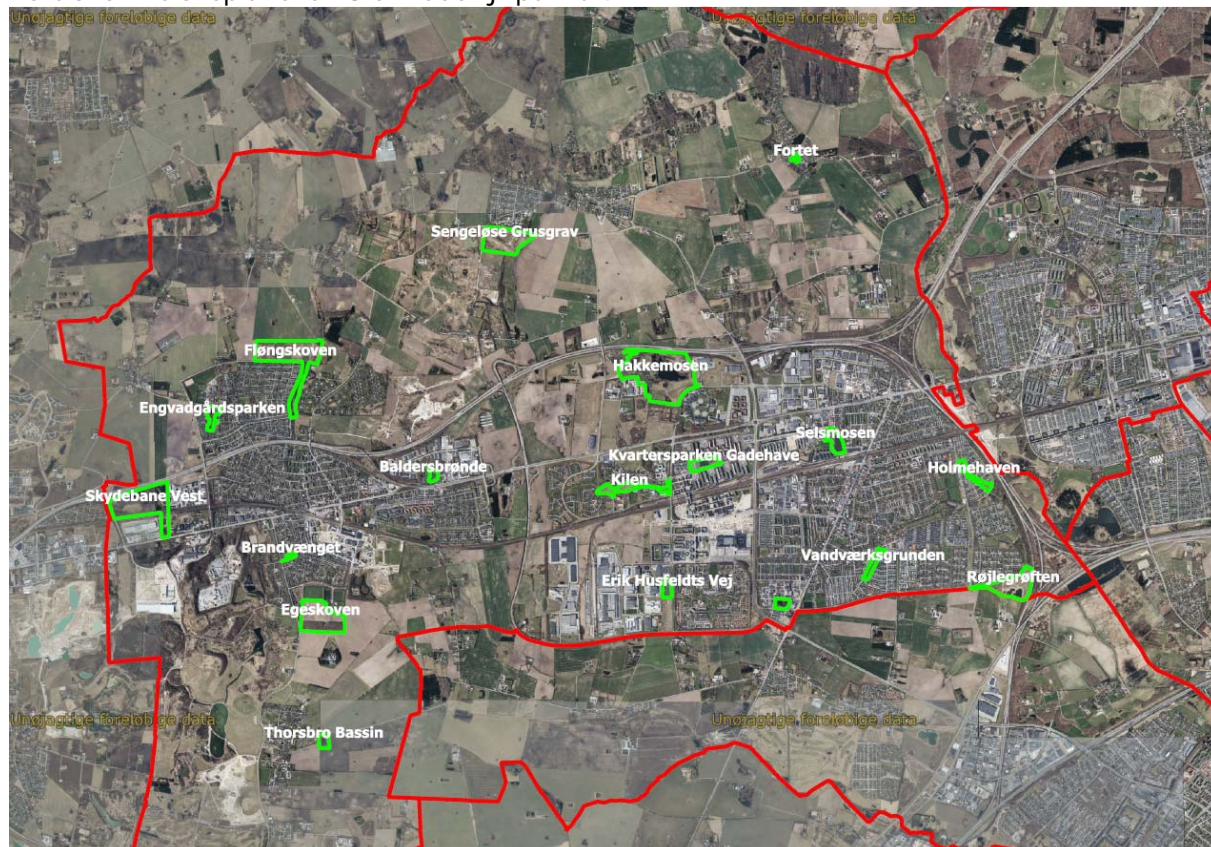 Unøjagtige foreløbige data
Unøjagtige foreløbige data
Fortet
Sengeløse Grusgrav
Fløngskoven
Hakkemosen
Engvadgårdsparken
Selsmosen
Kvartersparken Gadehave
Baldersbrønde
Holmehaven
Kilen
Skydebane Vest
Brandvænget
Vandværksgrunden
Røjlegrøften
Erik Husfeldts Vej
Egeskoven
Unøjagtige foreløbige data
Unøjagtige foreløbige data
Thorsbro Bassin